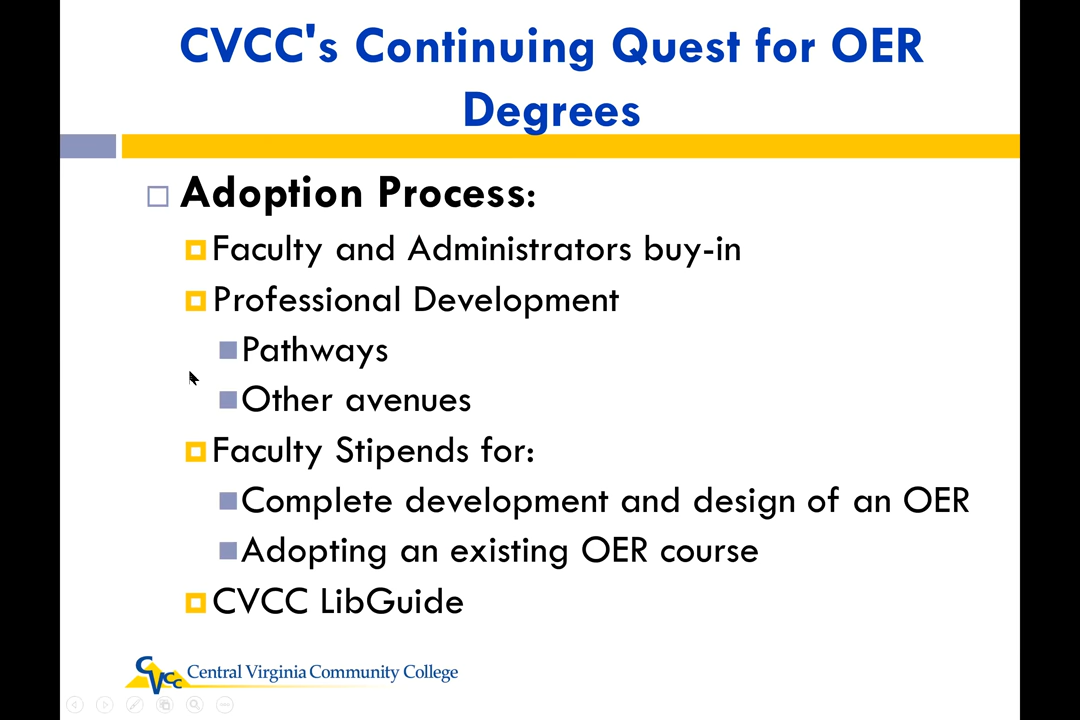 CVCC's Continuing Quest for OER
Degrees
Adoption Process:
Faculty and Administrators buy-in
Professional Development
Pathways
Other avenues
Faculty Stipends for:
Complete development and design of an OER
Adopting an existing OER course
CVCC LibGuide
CVCC Central Virginia Community College